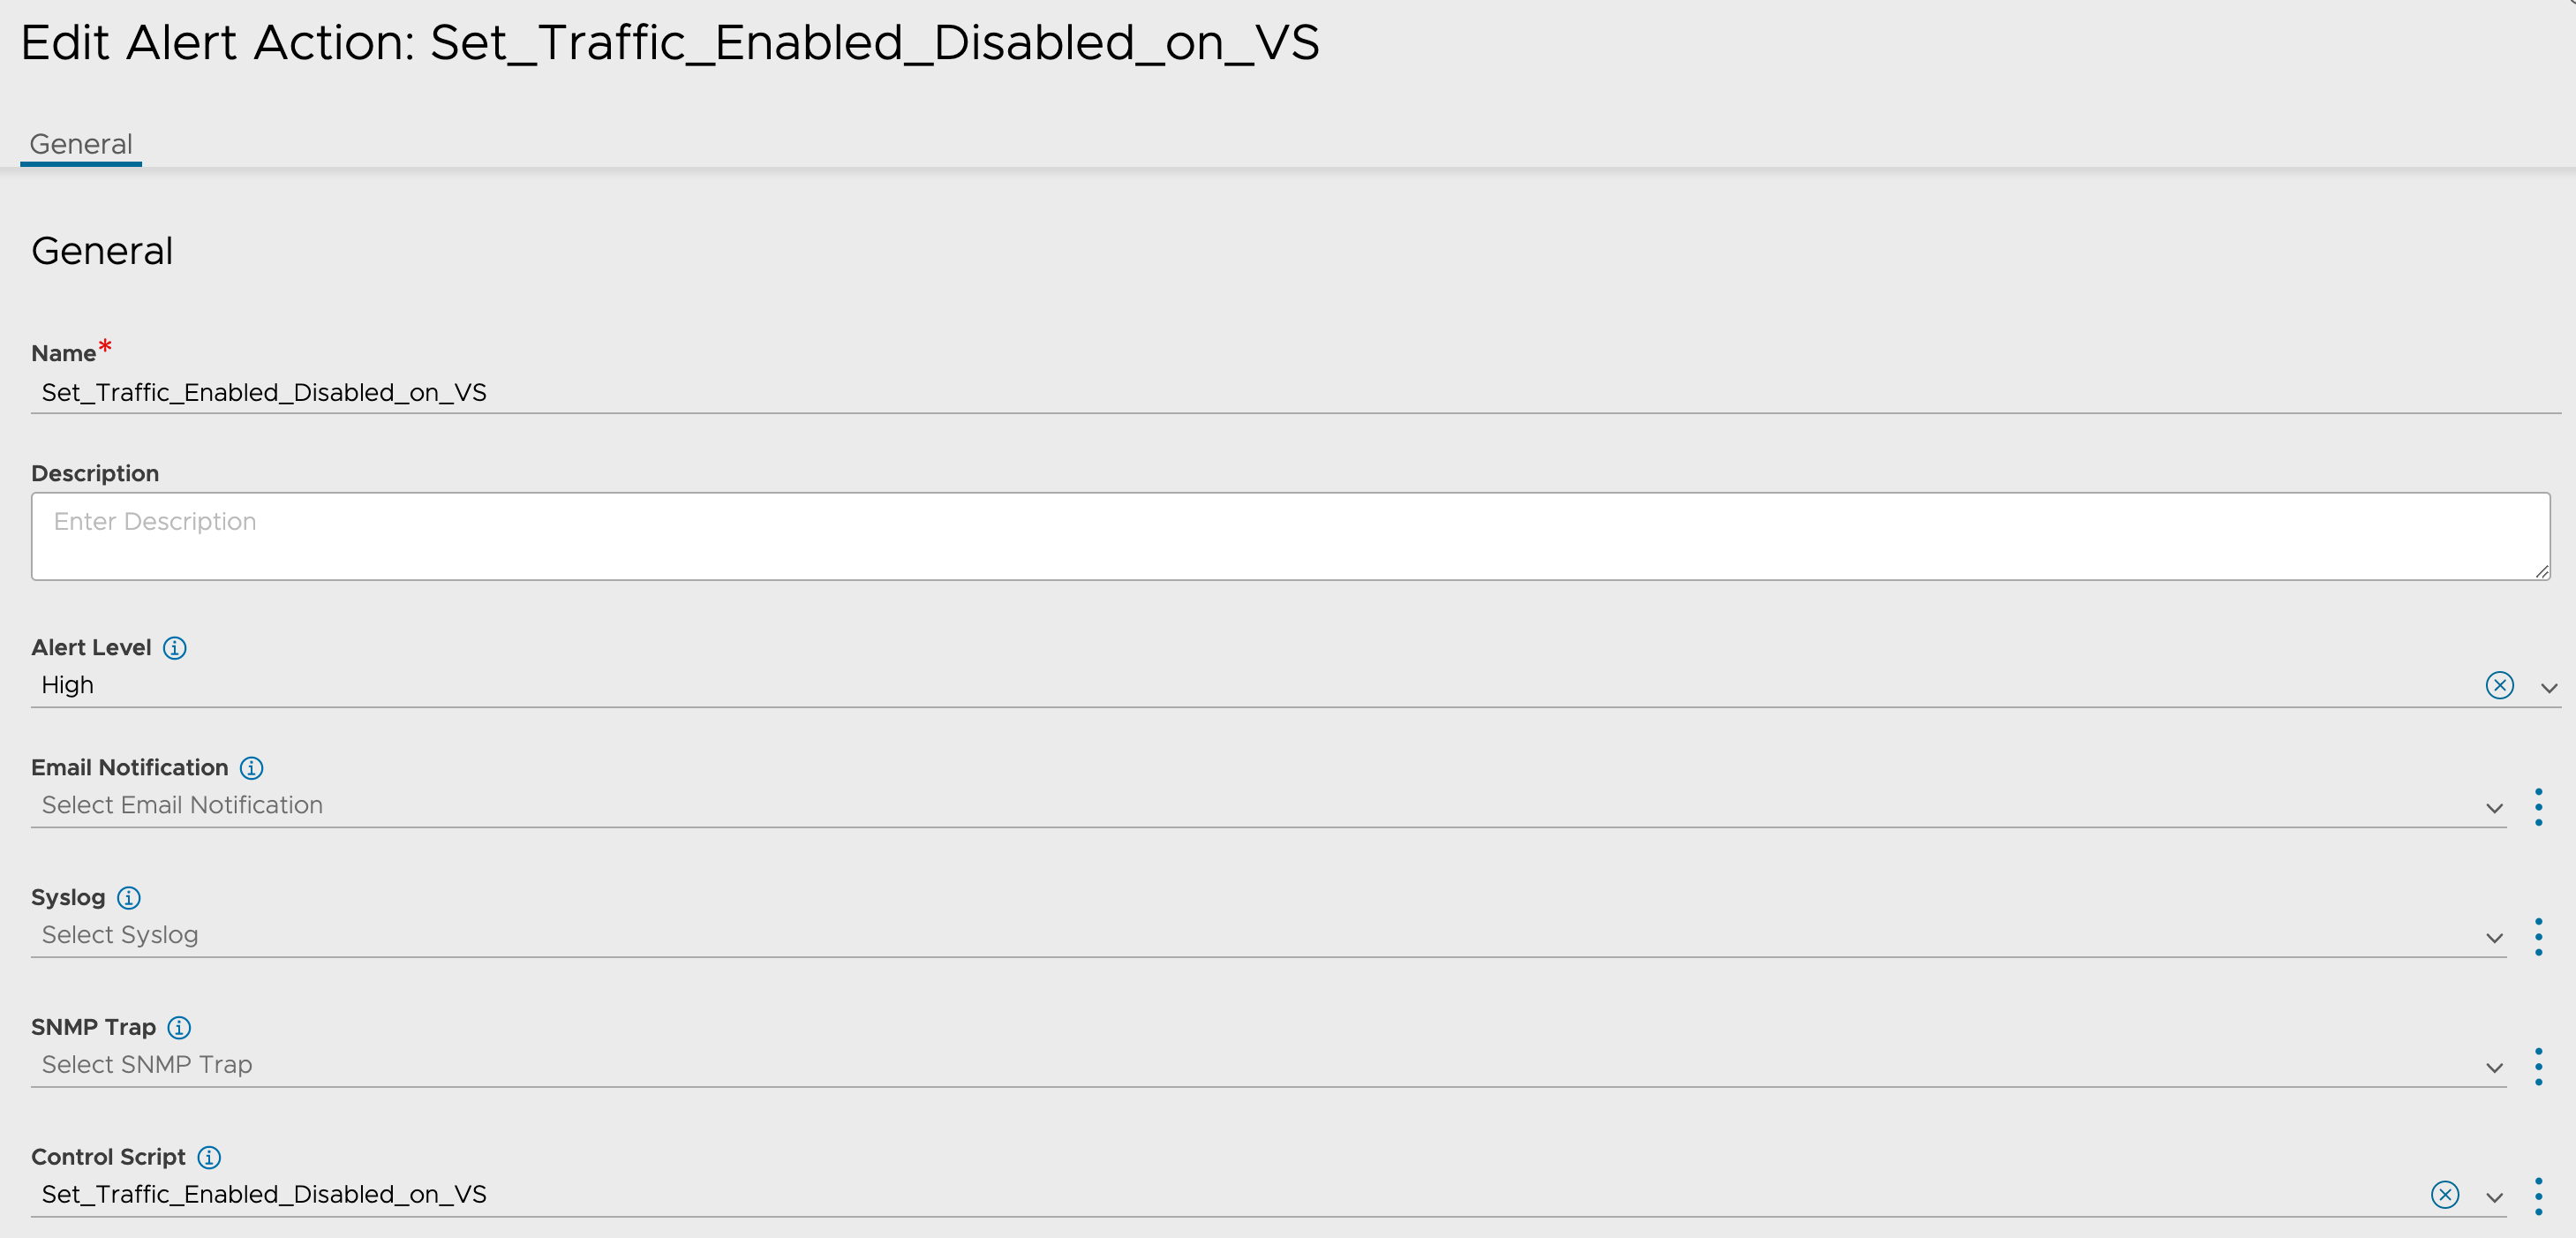 Edit Alert Action: Set_Traffic_Enabled_Disabled_on_VS
General
General
Name*
Set_Traffic_Enabled_Disabled_on_VS
Description
Enter Description
Alert Level
High
Email Notification
Select Email Notification
Syslog
Select Syslog
SNMP Trap
Select SNMP Trap
Control Script
Set_Traffic_Enabled_Disabled_on_VS